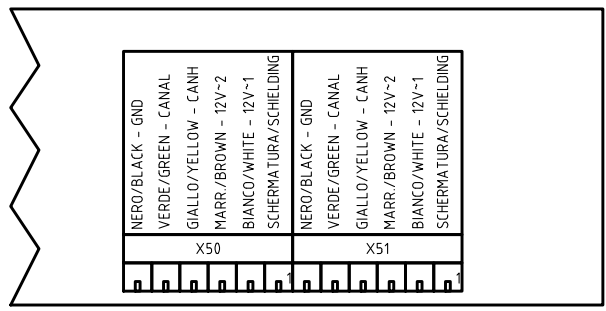 NERO/BLACK - GND
VERDE/GREEN - CANAL
GIALLO/YELLOW - CANH
MARR./BROWN - 12V~2
BIANCO/WHITE - 12V~1
SCHERMATURA/SCHIELDING
NERO/BLACK - GND
VERDE/GREEN - CANAL
GIALLO/YELLOW - CANH
MARR./BROWN - 12V~2
BIANCO/WHITE - 12V~1
SCHERMATURA/SCHIELDING
X50
X51
1
1